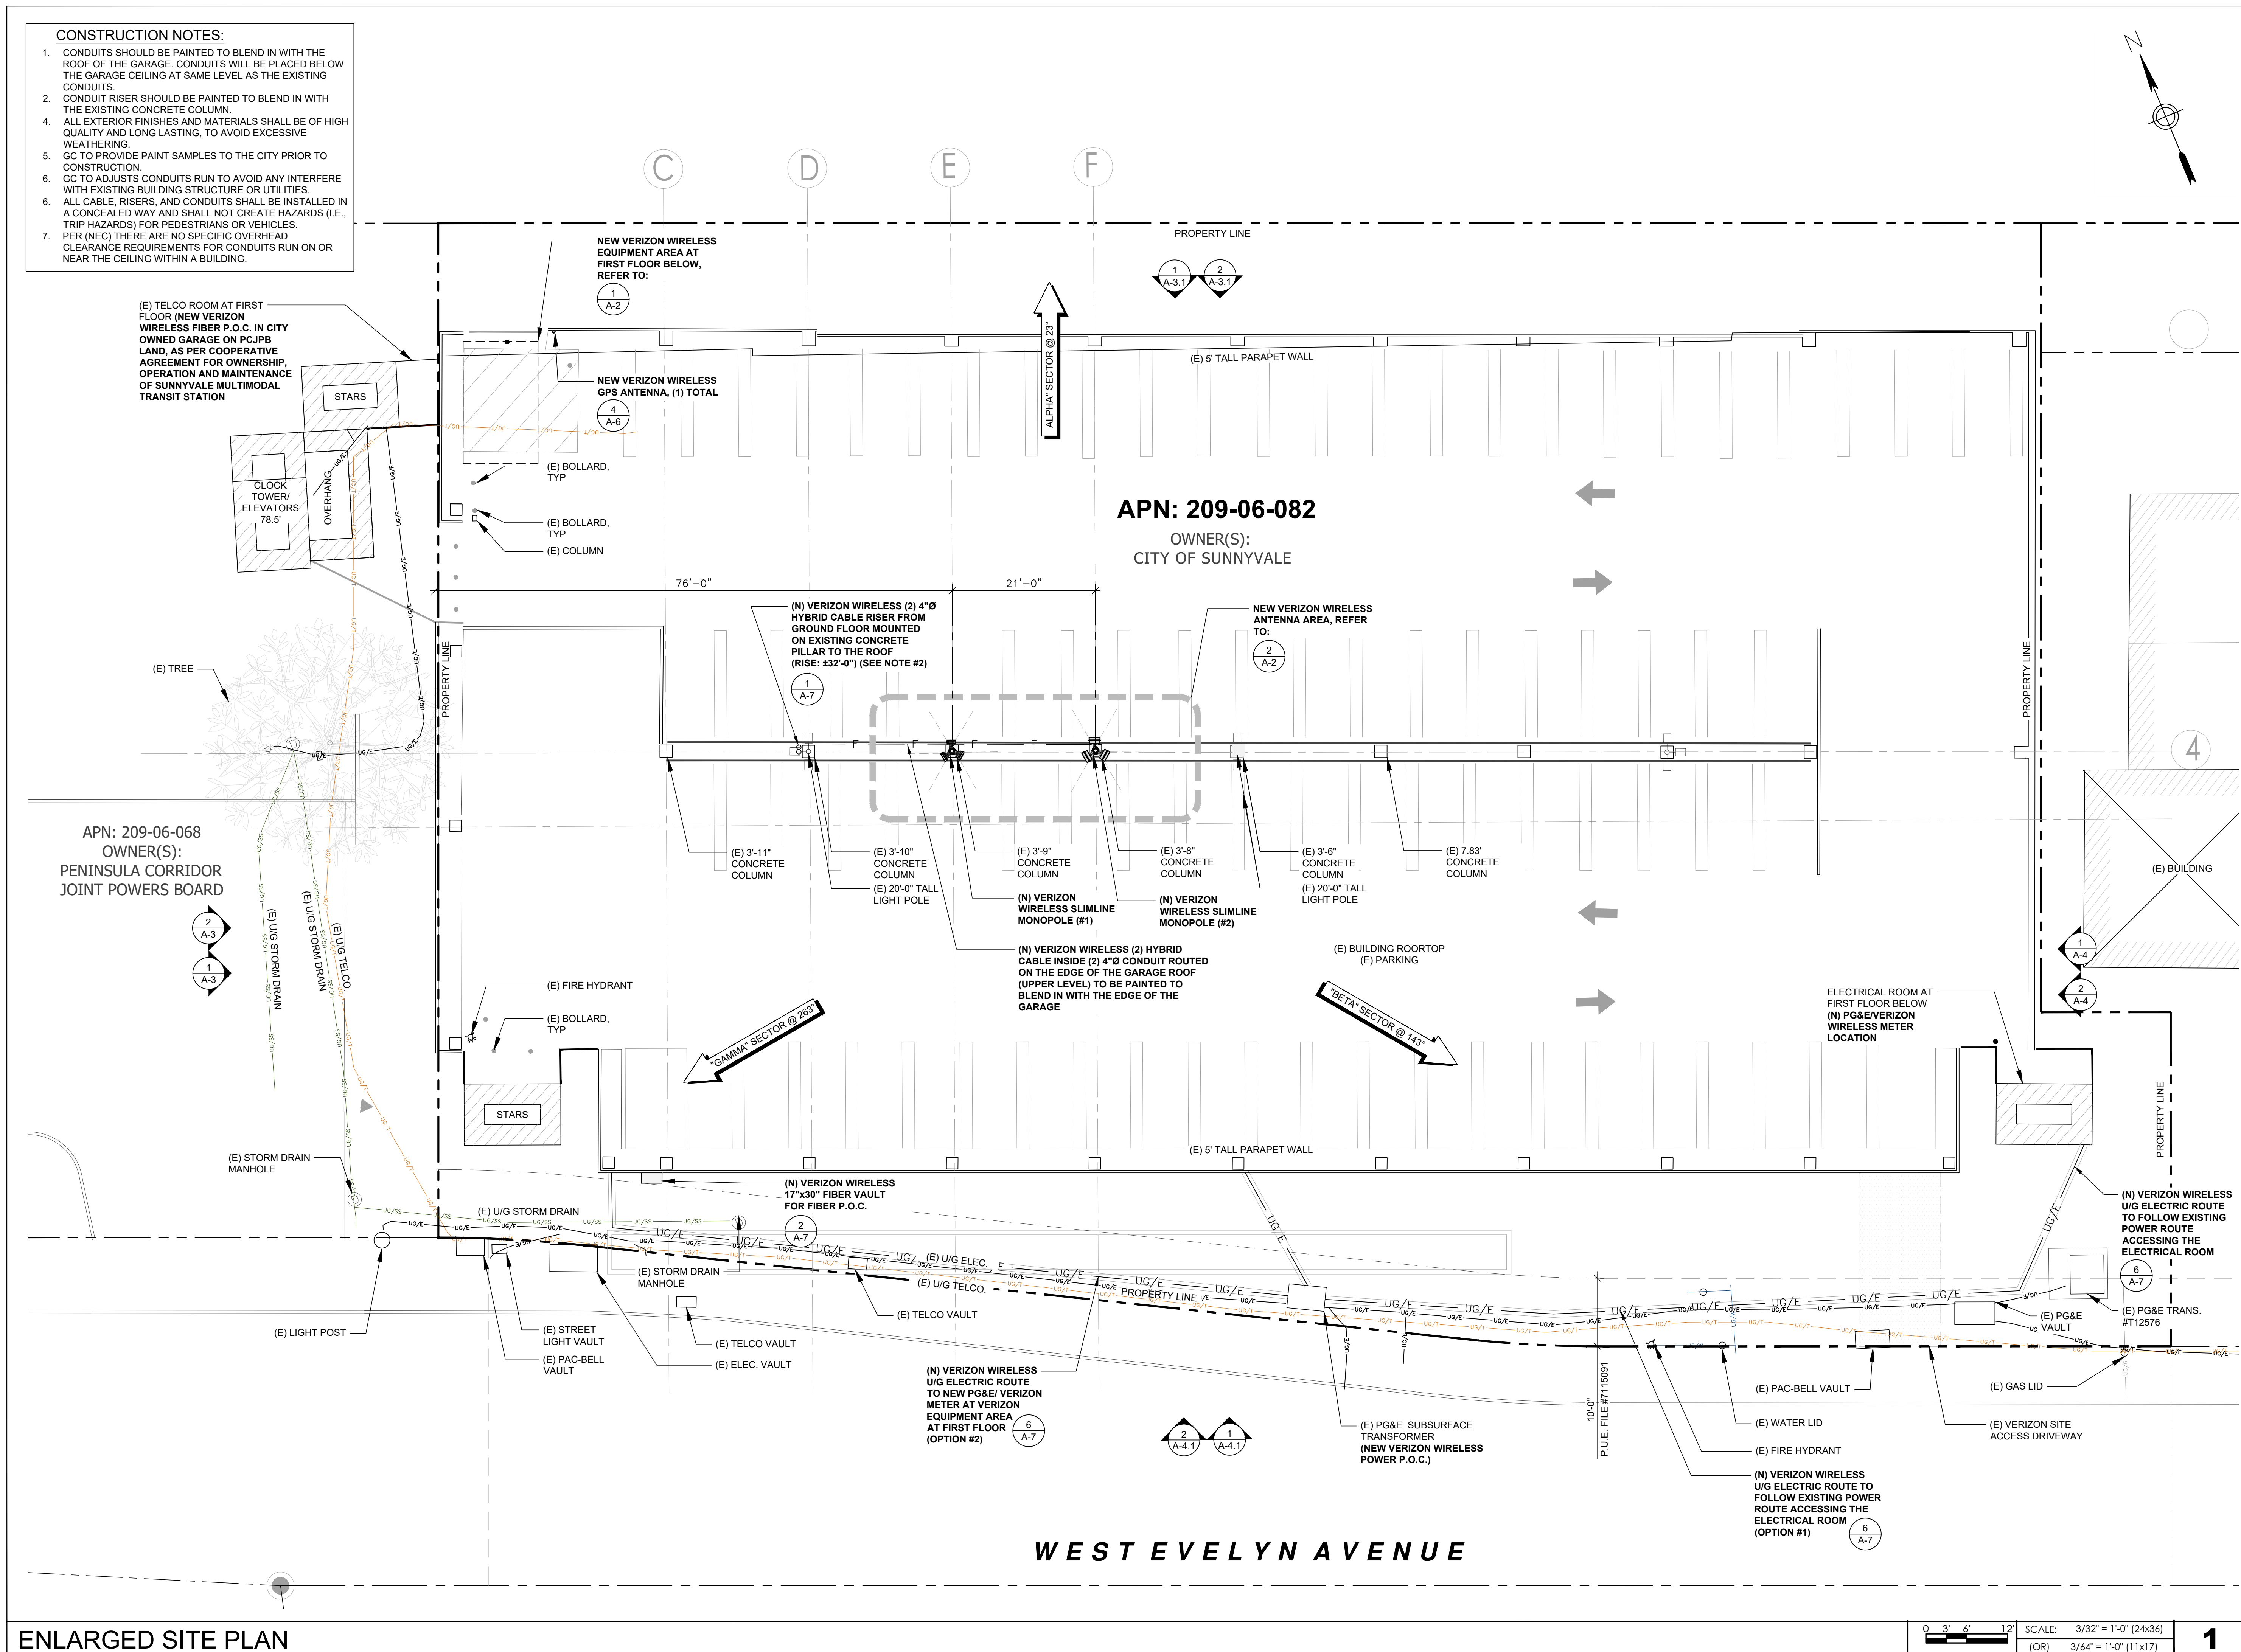 CONSTRUCTION NOTES:
1. CONDUITS SHOULD BE PAINTED TO BLEND IN WITH THE
ROOF OF THE GARAGE. CONDUITS WILL BE PLACED BELOW
THE GARAGE CEILING AT SAME LEVEL AS THE EXISTING
CONDUITS.
2. CONDUIT RISER SHOULD BE PAINTED TO BLEND IN WITH
THE EXISTING CONCRETE COLUMN.
4. ALL EXTERIOR FINISHES AND MATERIALS SHALL BE OF HIGH
QUALITY AND LONG LASTING, TO AVOID EXCESSIVE
WEATHERING.
5. GC TO PROVIDE PAINT SAMPLES TO THE CITY PRIOR TO
CONSTRUCTION.
6. GC TO ADJUSTS CONDUITS RUN TO AVOID ANY INTERFERE
WITH EXISTING BUILDING STRUCTURE OR UTILITIES.
6. ALL CABLE, RISERS, AND CONDUITS SHALL BE INSTALLED IN
A CONCEALED WAY AND SHALL NOT CREATE HAZARDS (I.E.,
TRIP HAZARDS) FOR PEDESTRIANS OR VEHICLES.
7. PER (NEC) THERE ARE NO SPECIFIC OVERHEAD
CLEARANCE REQUIREMENTS FOR CONDUITS RUN ON OR
NEAR THE CEILING WITHIN A BUILDING.
N
C
D
E
F
PROPERTY LINE
1
A-3.1
2
A-3.1
NEW VERIZON WIRELESS
EQUIPMENT AREA AT
FIRST FLOOR BELOW,
REFER TO:
1
A-2
(E) TELCO ROOM AT FIRST
FLOOR (NEW VERIZON
WIRELESS FIBER P.O.C. IN CITY
OWNED GARAGE ON PCJPB
LAND, AS PER COOPERATIVE
AGREEMENT FOR OWNERSHIP,
OPERATION AND MAINTENANCE
OF SUNNYVALE MULTIMODAL
TRANSIT STATION
ALPHA" SECTOR @ 23°
(E) 5' TALL PARAPET WALL
NEW VERIZON WIRELESS
GPS ANTENNA, (1) TOTAL
4
A-6
STARS
OVERHANG
CLOCK
TOWER/
ELEVATORS
78.5'
(E) BOLLARD,
TYP
(E) BOLLARD,
TYP
(E) COLUMN
APN: 209-06-082
OWNER(S):
CITY OF SUNNYVALE
76'-0"
21'-0"
(N) VERIZON WIRELESS (2) 4"Ø
HYBRID CABLE RISER FROM
GROUND FLOOR MOUNTED
ON EXISTING CONCRETE
PILLAR TO THE ROOF
(RISE: ±32'-0") (SEE NOTE #2)
1
A-7
NEW VERIZON WIRELESS
ANTENNA AREA, REFER
TO:
2
A-2
(E) TREE
PROPERTY LINE
PROPERTY LINE
F
F
F
F
4
(E) 3'-11"
CONCRETE
COLUMN
(E) 3'-10"
CONCRETE
COLUMN
(E) 20'-0" TALL
LIGHT POLE
(E) 3'-9"
CONCRETE
COLUMN
(N) VERIZON
WIRELESS SLIMLINE
MONOPOLE (#1)
(E) 3'-8"
CONCRETE
COLUMN
(N) VERIZON
WIRELESS SLIMLINE
MONOPOLE (#2)
(E) 3'-6"
CONCRETE
COLUMN
(E) 20'-0" TALL
LIGHT POLE
(E) 7.83'
CONCRETE
COLUMN
(E) BUILDING
APN: 209-06-068
OWNER(S):
PENINSULA CORRIDOR
JOINT POWERS BOARD
2
A-3
1
A-3
(E) U/G STORM DRAIN
(E) U/G STORM DRAIN
(E) U/G TELCO.
(N) VERIZON WIRELESS (2) HYBRID
CABLE INSIDE (2) 4"Ø CONDUIT ROUTED
ON THE EDGE OF THE GARAGE ROOF
(UPPER LEVEL) TO BE PAINTED TO
BLEND IN WITH THE EDGE OF THE
GARAGE
(E) BUILDING ROORTOP
(E) PARKING
1
A-4
2
A-4
(E) FIRE HYDRANT
(E) BOLLARD,
TYP
"GAMMA" SECTOR @ 263°
"BETA" SECTOR @ 143°
ELECTRICAL ROOM AT
FIRST FLOOR BELOW
(N) PG&E/VERIZON
WIRELESS METER
LOCATION
STARS
PROPERTY LINE
(E) 5' TALL PARAPET WALL
(E) STORM DRAIN
MANHOLE
(N) VERIZON WIRELESS
17"x30" FIBER VAULT
FOR FIBER P.O.C.
2
A-7
(N) VERIZON WIRELESS
U/G ELECTRIC ROUTE
TO FOLLOW EXISTING
POWER ROUTE
ACCESSING THE
ELECTRICAL ROOM
6
A-7
(E) U/G STORM DRAIN
(E) U/G ELEC.
(E) U/G TELCO.
PROPERTY LINE
UG/E
UG/SS
UG/T
(E) STORM DRAIN
MANHOLE
(E) TELCO VAULT
(E) LIGHT POST
(E) STREET
LIGHT VAULT
(E) PAC-BELL
VAULT
(E) TELCO VAULT
(E) ELEC. VAULT
(E) PG&E
VAULT
(E) PG&E TRANS.
#T12576
(N) VERIZON WIRELESS
U/G ELECTRIC ROUTE
TO NEW PG&E/ VERIZON
METER AT VERIZON
EQUIPMENT AREA
AT FIRST FLOOR
(OPTION #2)
6
A-7
2
A-4.1
1
A-4.1
(E) PG&E SUBSURFACE
TRANSFORMER
(NEW VERIZON WIRELESS
POWER P.O.C.)
10'-0"
P.U.E. FILE #7115091
(E) PAC-BELL VAULT
(E) WATER LID
(E) FIRE HYDRANT
(E) GAS LID
(E) VERIZON SITE
ACCESS DRIVEWAY
(N) VERIZON WIRELESS
U/G ELECTRIC ROUTE TO
FOLLOW EXISTING POWER
ROUTE ACCESSING THE
ELECTRICAL ROOM
(OPTION #1)
6
A-7
WEST EVELYN AVENUE
ENLARGED SITE PLAN
0 3' 6' 12'
SCALE: 3/32" = 1'-0" (24x36)
(OR) 3/64" = 1'-0" (11x17)
1